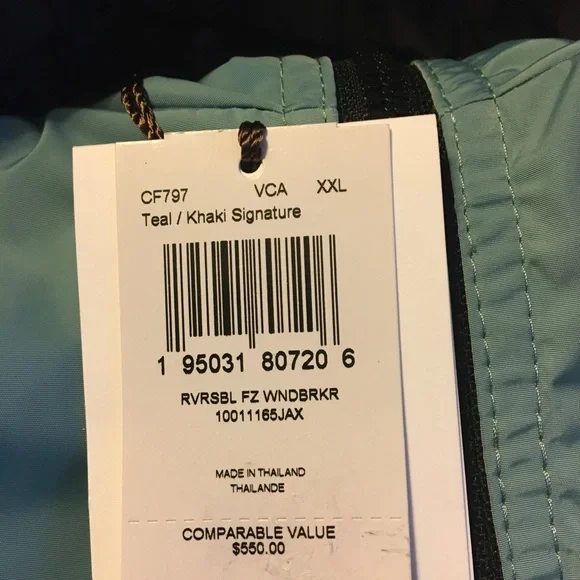 CF797 VCA XXL
Teal / Khaki Signature
1 95031 80720 6
RVRSBL FZ WNDBRKR
10011165JAX
MADE IN THAILAND
THAILANDE
COMPARABLE VALUE
$550.00